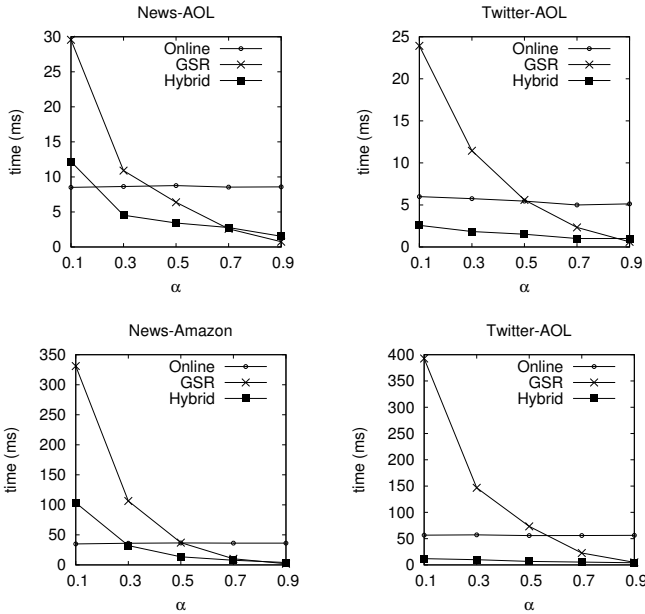 News-AOL
30
25
20
15
10
5
0
time (ms)
Online
GSR
Hybrid
0.1 0.3 0.5 0.7 0.9
α
Twitter-AOL
25
20
15
10
5
0
time (ms)
Online
GSR
Hybrid
0.1 0.3 0.5 0.7 0.9
α
News-Amazon
350
300
250
200
150
100
50
0
time (ms)
Online
GSR
Hybrid
0.1 0.3 0.5 0.7 0.9
α
Twitter-AOL
400
350
300
250
200
150
100
50
0
time (ms)
Online
GSR
Hybrid
0.1 0.3 0.5 0.7 0.9
α